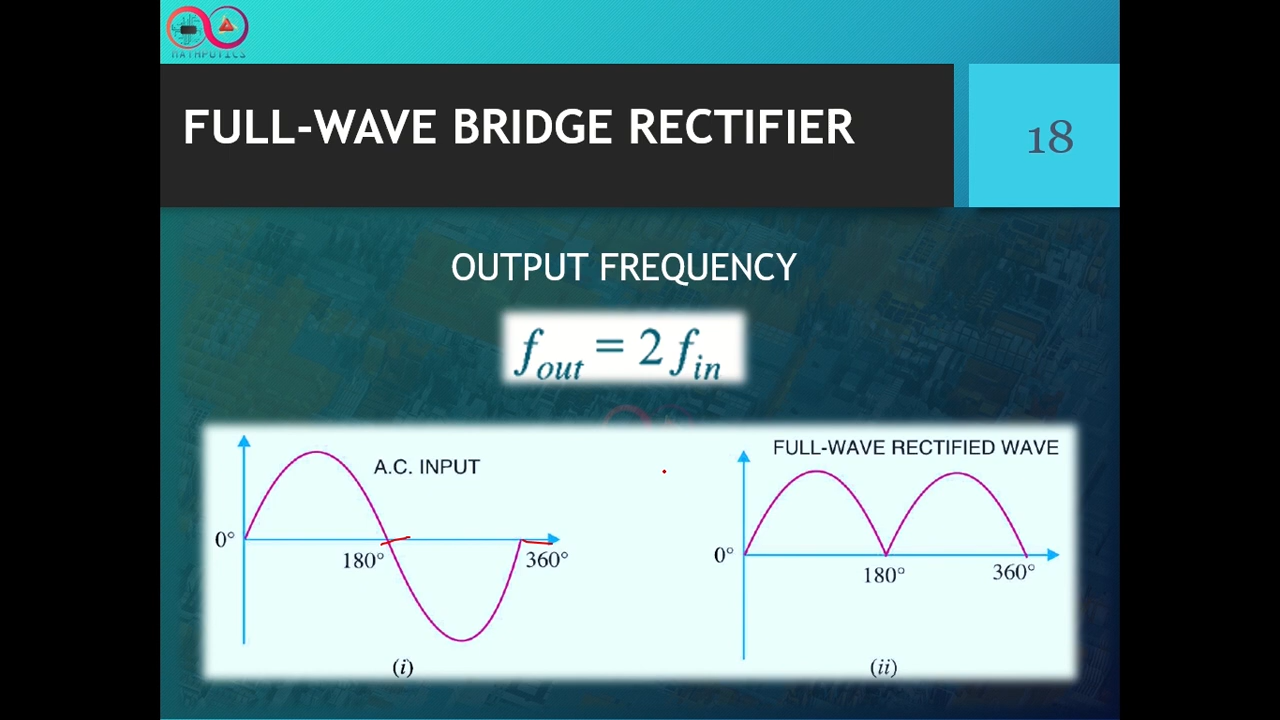 MATHPOTICS
FULL-WAVE BRIDGE RECTIFIER
18
OUTPUT FREQUENCY
f_out = 2 f_in
A.C. INPUT
0°
180°
360°
(i)
FULL-WAVE RECTIFIED WAVE
0°
180°
360°
(ii)